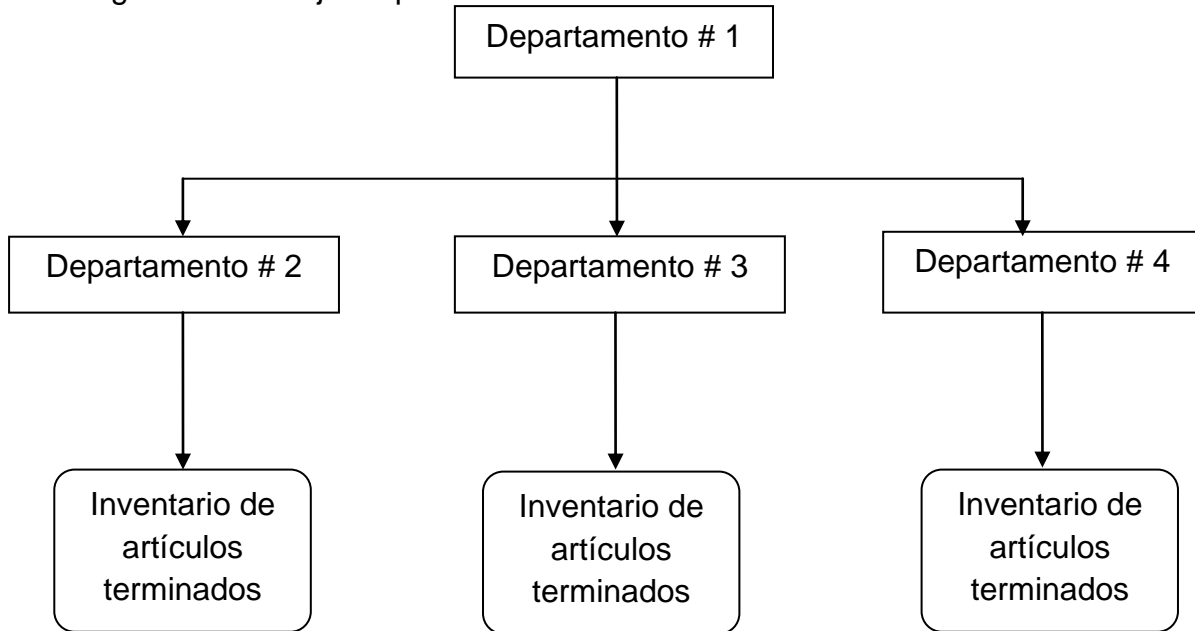 Departamento # 1
Departamento # 2
Departamento # 3
Departamento # 4
Inventario de
artículos
terminados
Inventario de
artículos
terminados
Inventario de
artículos
terminados